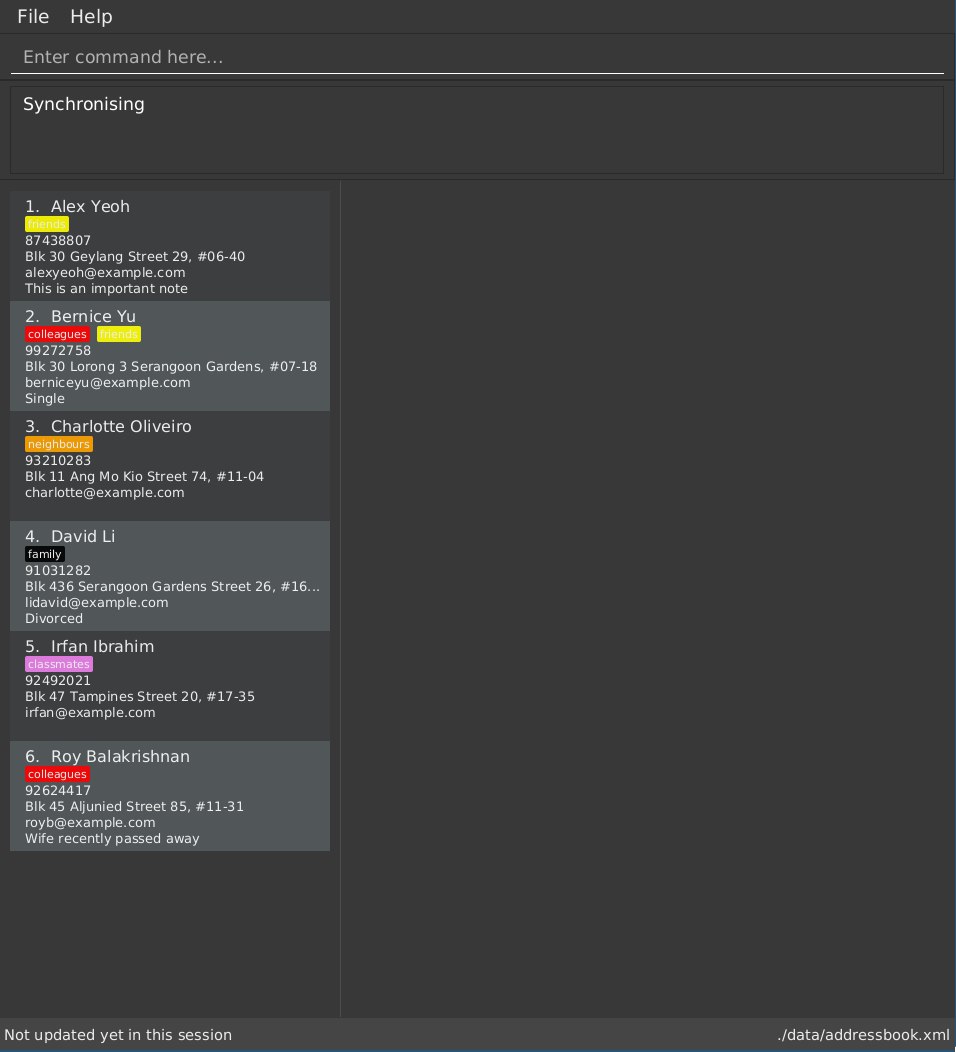 File Help
Enter command here...
Synchronising
1. Alex Yeoh
friends
87438807
Blk 30 Geylang Street 29, #06-40
alexyeoh@example.com
This is an important note
2. Bernice Yu
colleagues friends
99272758
Blk 30 Lorong 3 Serangoon Gardens, #07-18
berniceyu@example.com
Single
3. Charlotte Oliveiro
neighbours
93210283
Blk 11 Ang Mo Kio Street 74, #11-04
charlotte@example.com
4. David Li
family
91031282
Blk 436 Serangoon Gardens Street 26, #16...
lidavid@example.com
Divorced
5. Irfan Ibrahim
classmates
92492021
Blk 47 Tampines Street 20, #17-35
irfan@example.com
6. Roy Balakrishnan
colleagues
92624417
Blk 45 Aljunied Street 85, #11-31
royb@example.com
Wife recently passed away
Not updated yet in this session ./data/addressbook.xml